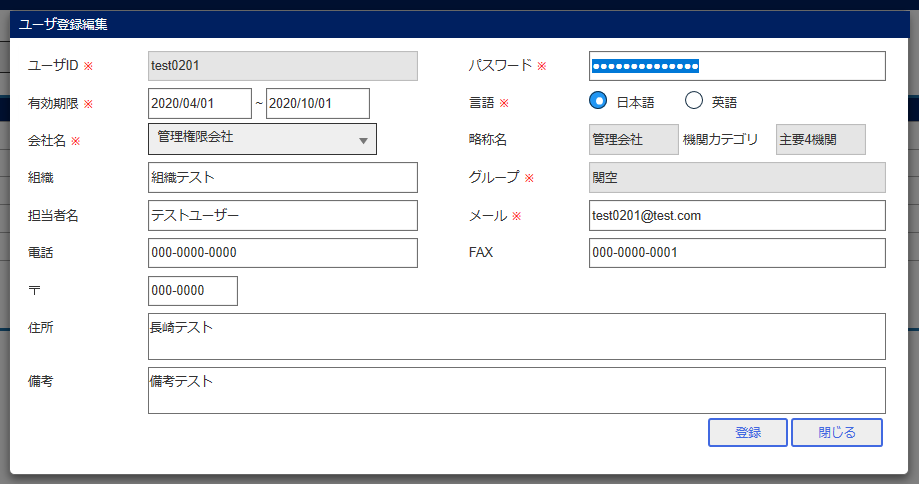 ユーザ登録編集
ユーザID ※ test0201 パスワード ※ ●●●●●●●●●●●●●●
有効期限 ※ 2020/04/01 ~ 2020/10/01 言語 ※ 日本語 英語
会社名 ※ 管理権限会社 略称名 管理会社 機関カテゴリ 主要4機関
組織 組織テスト グループ ※ 関空
担当者名 テストユーザー メール ※ test0201@test.com
電話 000-0000-0000 FAX 000-0000-0001
〒 000-0000
住所 長崎テスト
備考 備考テスト
登録 閉じる